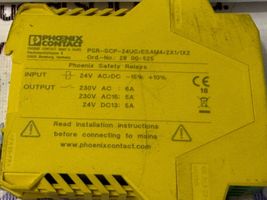 PHOENIX
CONTACT
PSR-SCP-24UC/ESAM4/2X1/1X2
Ord.-No.: 29 00 525
Phoenix Safety Relays
INPUT 24V AC/DC -15% +10%
OUTPUT 230V AC: 6A
230V AC15: 5A
24V DC13: 5A
CE
Read installation instructions
before connecting to mains
www.phoenixcontact.com